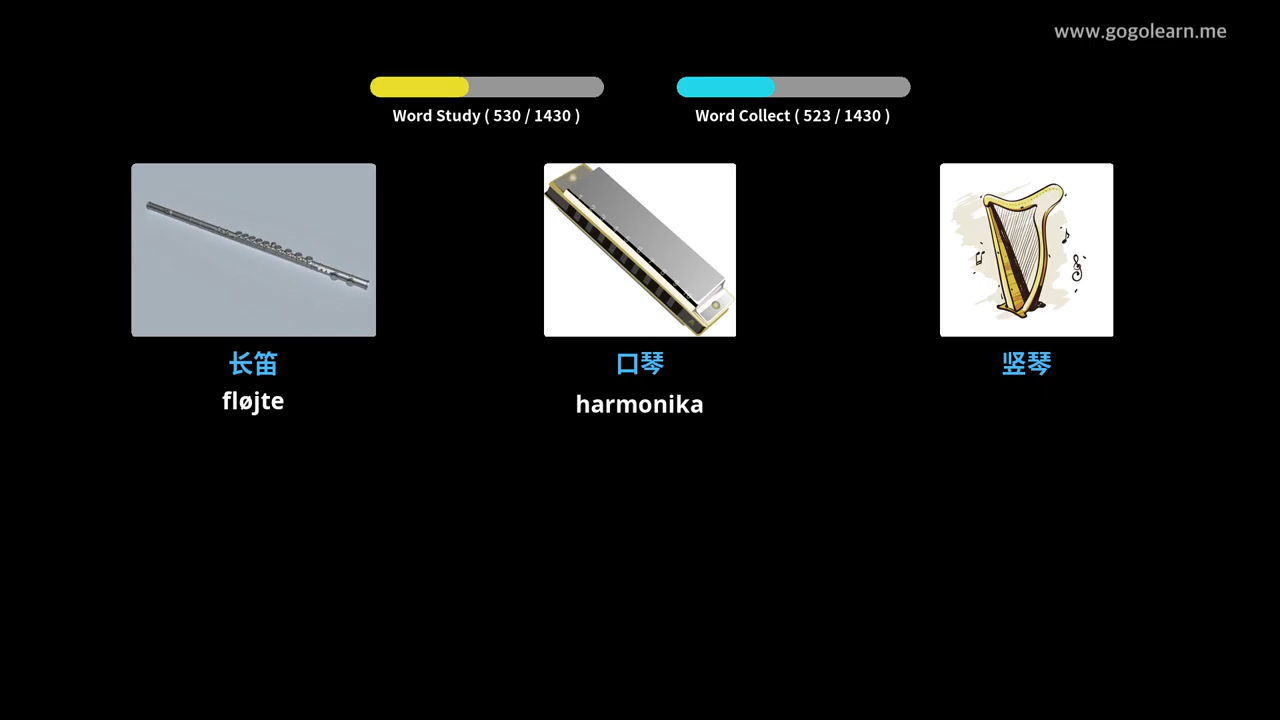 www.gogolearn.me
Word Study ( 530 / 1430 )
Word Collect ( 523 / 1430 )
长笛
口琴
竖琴
fløjte
harmonika